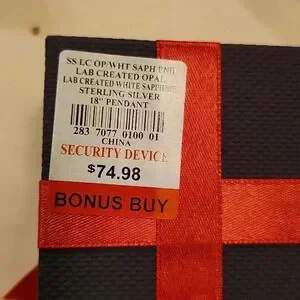 SS LC OP/WHT SAPH PND
LAB CREATED OPAL
LAB CREATED WHITE SAPPHIRE
STERLING SILVER
18" PENDANT
283 7077 0100 01
CHINA
SECURITY DEVICE
$74.98
BONUS BUY